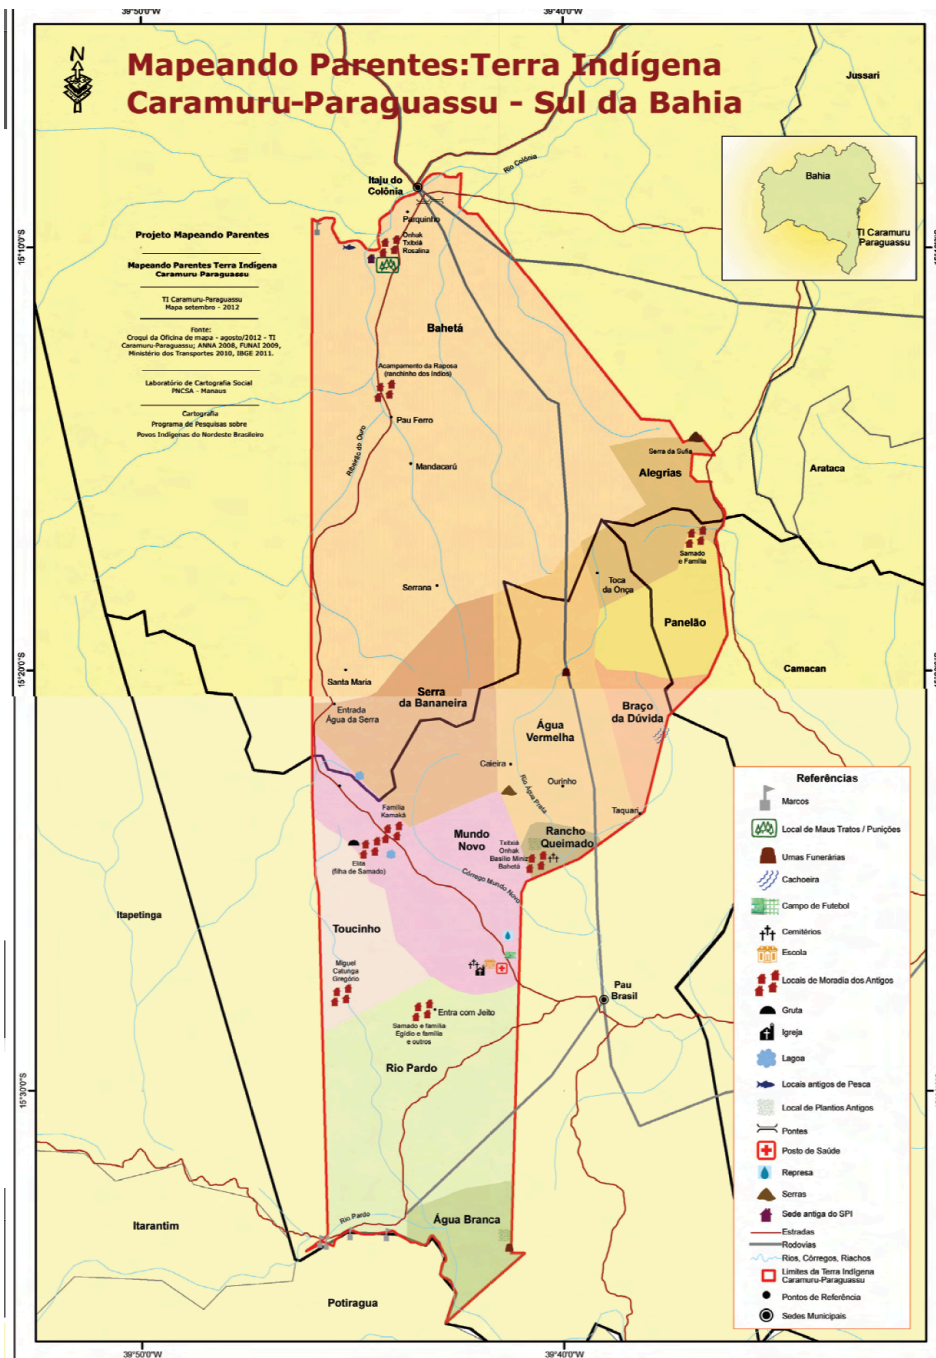 39°50'0"W
39°40'0"W
Mapeando Parentes:Terra Indígena
Caramuru-Paraguassu - Sul da Bahia
N
Jussari
Bahia
TI Caramuru
Paraguassu
Rio Colônia
Itaju do
Colônia
Parquinho
Onhak
Txitxiá
Rosalina
15°10'0"S
Projeto Mapeando Parentes
Mapeando Parentes Terra Indígena
Caramuru Paraguassu
TI Caramuru-Paraguassu
Mapa setembro - 2012
Fonte:
Croqui da Oficina de mapa - agosto/2012 - TI
Caramuru-Paraguassu; ANNA 2008, FUNAI 2009,
Ministério dos Transportes 2010, IBGE 2011.
Laboratório de Cartografia Social
PNCSA - Manaus
Cartografia
Programa de Pesquisas sobre
Povos Indígenas do Nordeste Brasileiro
Bahetá
Acampamento da Raposa
(ranchinho dos índios)
Pau Ferro
Ribeirão do Ouro
Mandacarú
Serra da Sufia
Alegrias
Arataca
Samado
e Família
Toca
da Onça
Serrana
Panelão
15°20'0"S
Camacan
Santa Maria
Serra
da Bananeira
Entrada
Água da Serra
Braço
da Dúvida
Água
Vermelha
Caieira
Ourinho
Rio Água Preta
Taquari
Família
Kamakã
Mundo
Novo
Rancho
Queimado
Txitxiá
Onhak
Basílio Miniz
Bahetá
Elita
(filha de Samado)
Córrego Mundo Novo
Itapetinga
Toucinho
Miguel
Catunga
Gregório
Pau
Brasil
Entra com Jeito
Samado e família
Egídio e família
e outros
Rio Pardo
15°30'0"S
Rio Pardo
Água Branca
Itarantim
Potiragua
Referências
Marcos
Local de Maus Tratos / Punições
Urnas Funerárias
Cachoeira
Campo de Futebol
Cemitérios
Escola
Locais de Moradia dos Antigos
Gruta
Igreja
Lagoa
Locais antigos de Pesca
Local de Plantios Antigos
Pontes
Posto de Saúde
Represa
Serras
Sede antiga do SPI
Estradas
Rodovias
Rios, Córregos, Riachos
Limites da Terra Indígena
Caramuru-Paraguassu
Pontos de Referência
Sedes Municipais
39°50'0"W
39°40'0"W